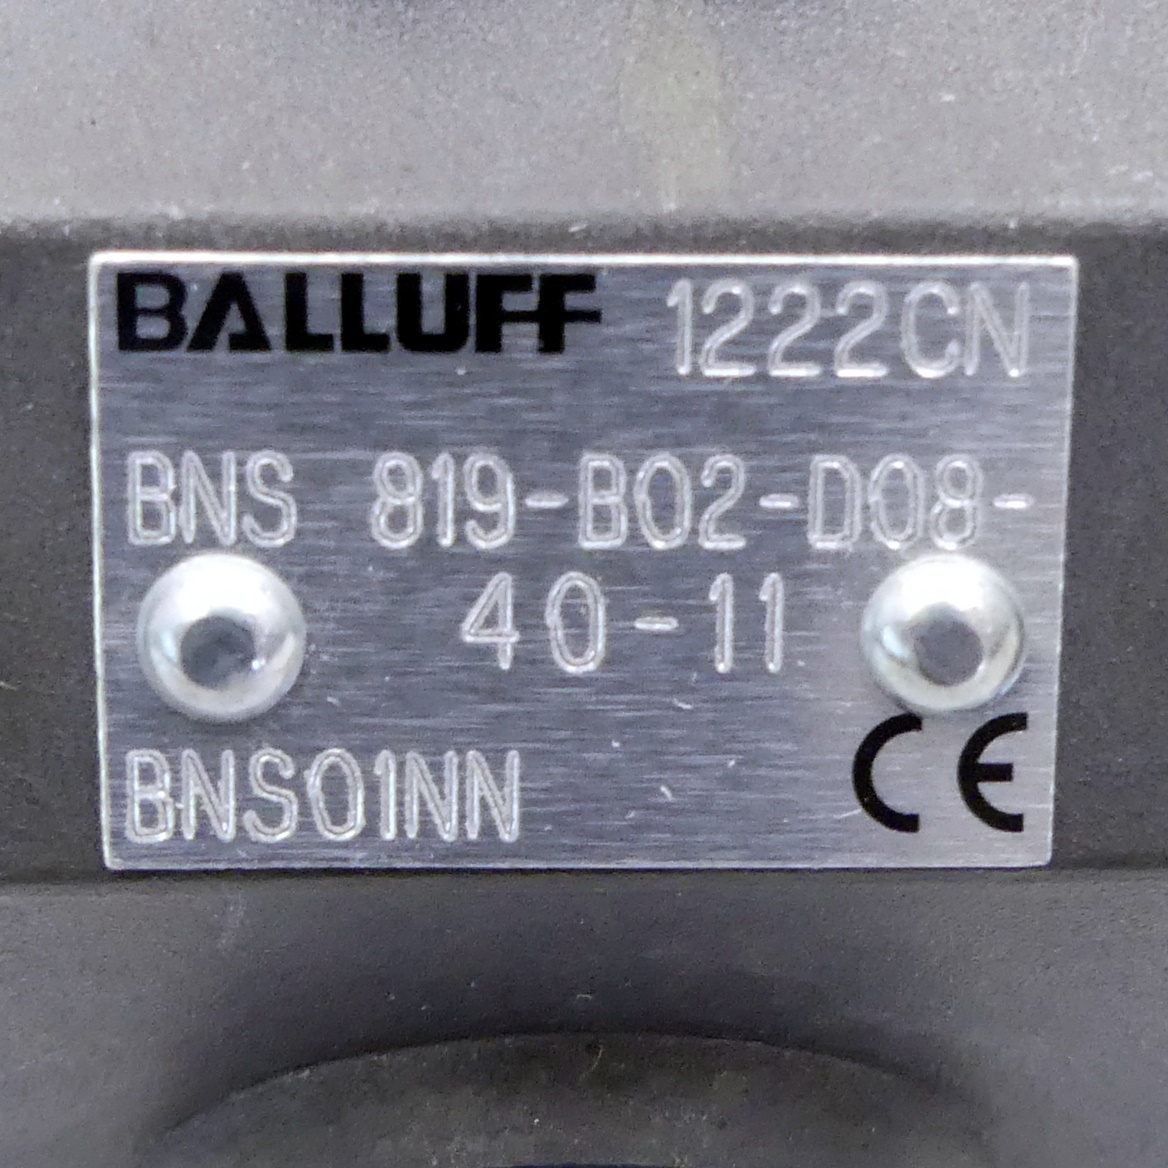 BALLUFF 1222CN
BNS 819-B02-D08-
40-11
BNS01NN
CE